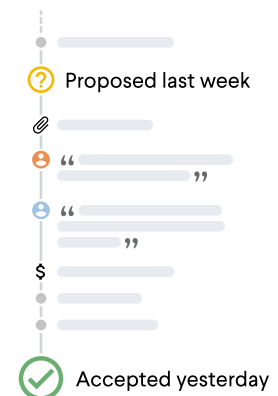 Proposed last week
“
”
“
”
$
Accepted yesterday